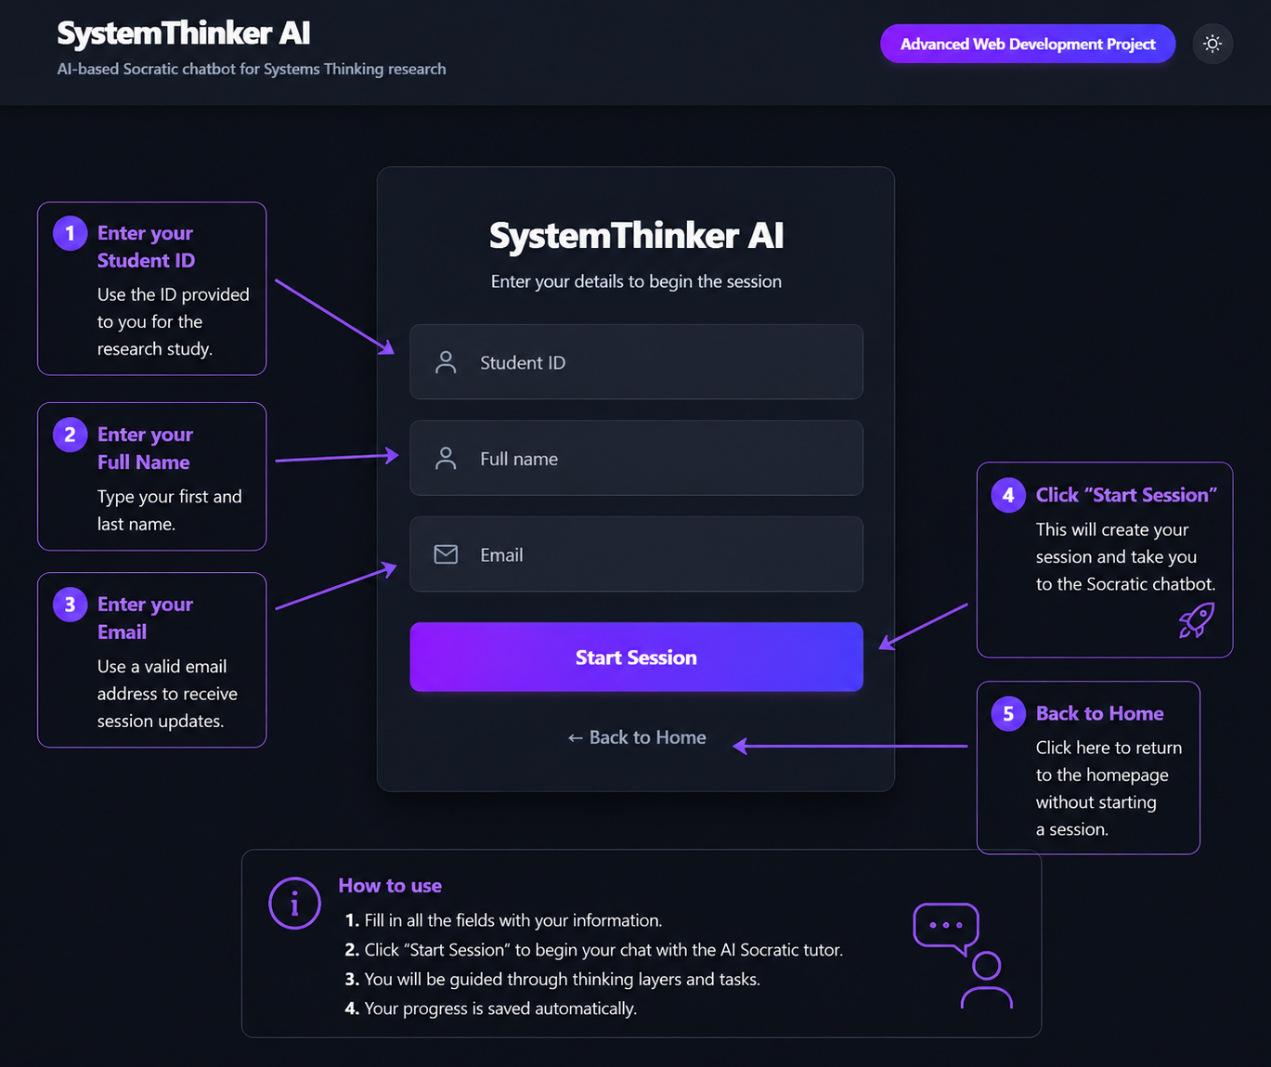 SystemThinker AI
AI-based Socratic chatbot for Systems Thinking research
Advanced Web Development Project
1 Enter your
Student ID
Use the ID provided
to you for the
research study.
2 Enter your
Full Name
Type your first and
last name.
3 Enter your
Email
Use a valid email
address to receive
session updates.
SystemThinker AI
Enter your details to begin the session
Student ID
Full name
Email
Start Session
← Back to Home
4 Click “Start Session”
This will create your
session and take you
to the Socratic chatbot.
5 Back to Home
Click here to return
to the homepage
without starting
a session.
i
How to use
1. Fill in all the fields with your information.
2. Click “Start Session” to begin your chat with the AI Socratic tutor.
3. You will be guided through thinking layers and tasks.
4. Your progress is saved automatically.